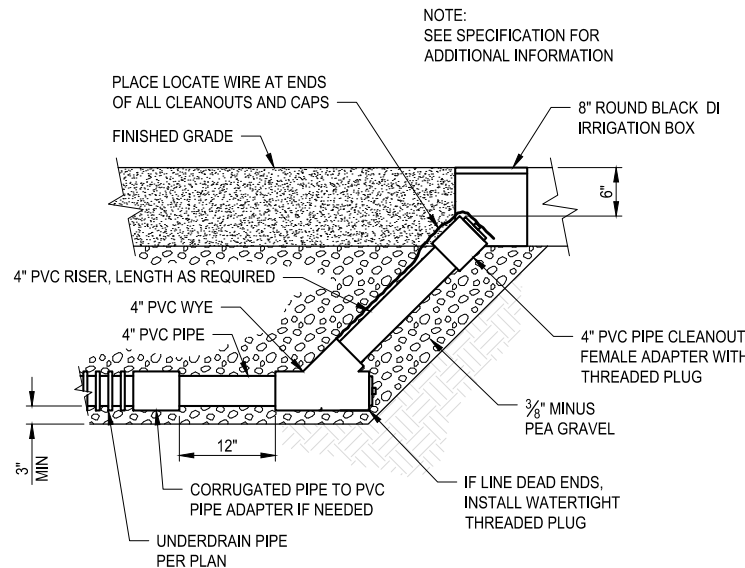 NOTE:
SEE SPECIFICATION FOR
ADDITIONAL INFORMATION
PLACE LOCATE WIRE AT ENDS
OF ALL CLEANOUTS AND CAPS
8" ROUND BLACK DI
IRRIGATION BOX
FINISHED GRADE
6"
4" PVC RISER, LENGTH AS REQUIRED
4" PVC WYE
4" PVC PIPE
4" PVC PIPE CLEANOUT
FEMALE ADAPTER WITH
THREADED PLUG
3/8" MINUS
PEA GRAVEL
3"
MIN
12"
CORRUGATED PIPE TO PVC
PIPE ADAPTER IF NEEDED
IF LINE DEAD ENDS,
INSTALL WATERTIGHT
THREADED PLUG
UNDERDRAIN PIPE
PER PLAN